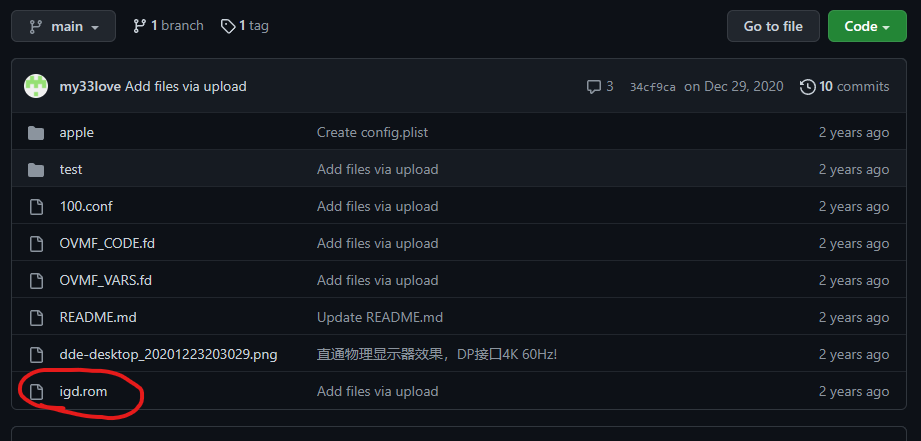 main 1 branch 1 tag Go to file Code
my33love Add files via upload 3 34cf9ca on Dec 29, 2020 10 commits
apple Create config.plist 2 years ago
test Add files via upload 2 years ago
100.conf Add files via upload 2 years ago
OVMF_CODE.fd Add files via upload 2 years ago
OVMF_VARS.fd Add files via upload 2 years ago
README.md Update README.md 2 years ago
dde-desktop_20201223203029.png 直通物理显示器效果，DP接口4K 60Hz! 2 years ago
igd.rom Add files via upload 2 years ago